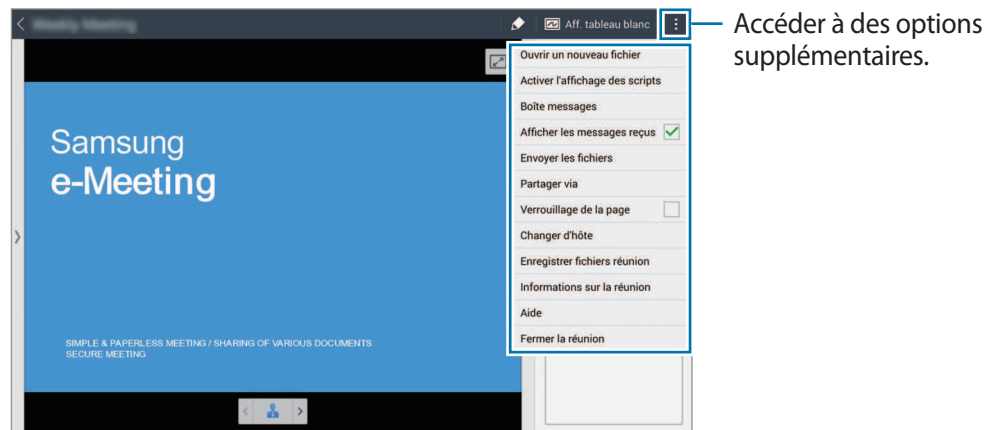 Aff. tableau blanc
Accéder à des options
supplémentaires.
Ouvrir un nouveau fichier
Activer l'affichage des scripts
Boîte messages
Afficher les messages reçus
Envoyer les fichiers
Partager via
Verrouillage de la page
Changer d'hôte
Enregistrer fichiers réunion
Informations sur la réunion
Aide
Fermer la réunion
Samsung
e-Meeting
SIMPLE & PAPERLESS MEETING / SHARING OF VARIOUS DOCUMENTS
SECURE MEETING